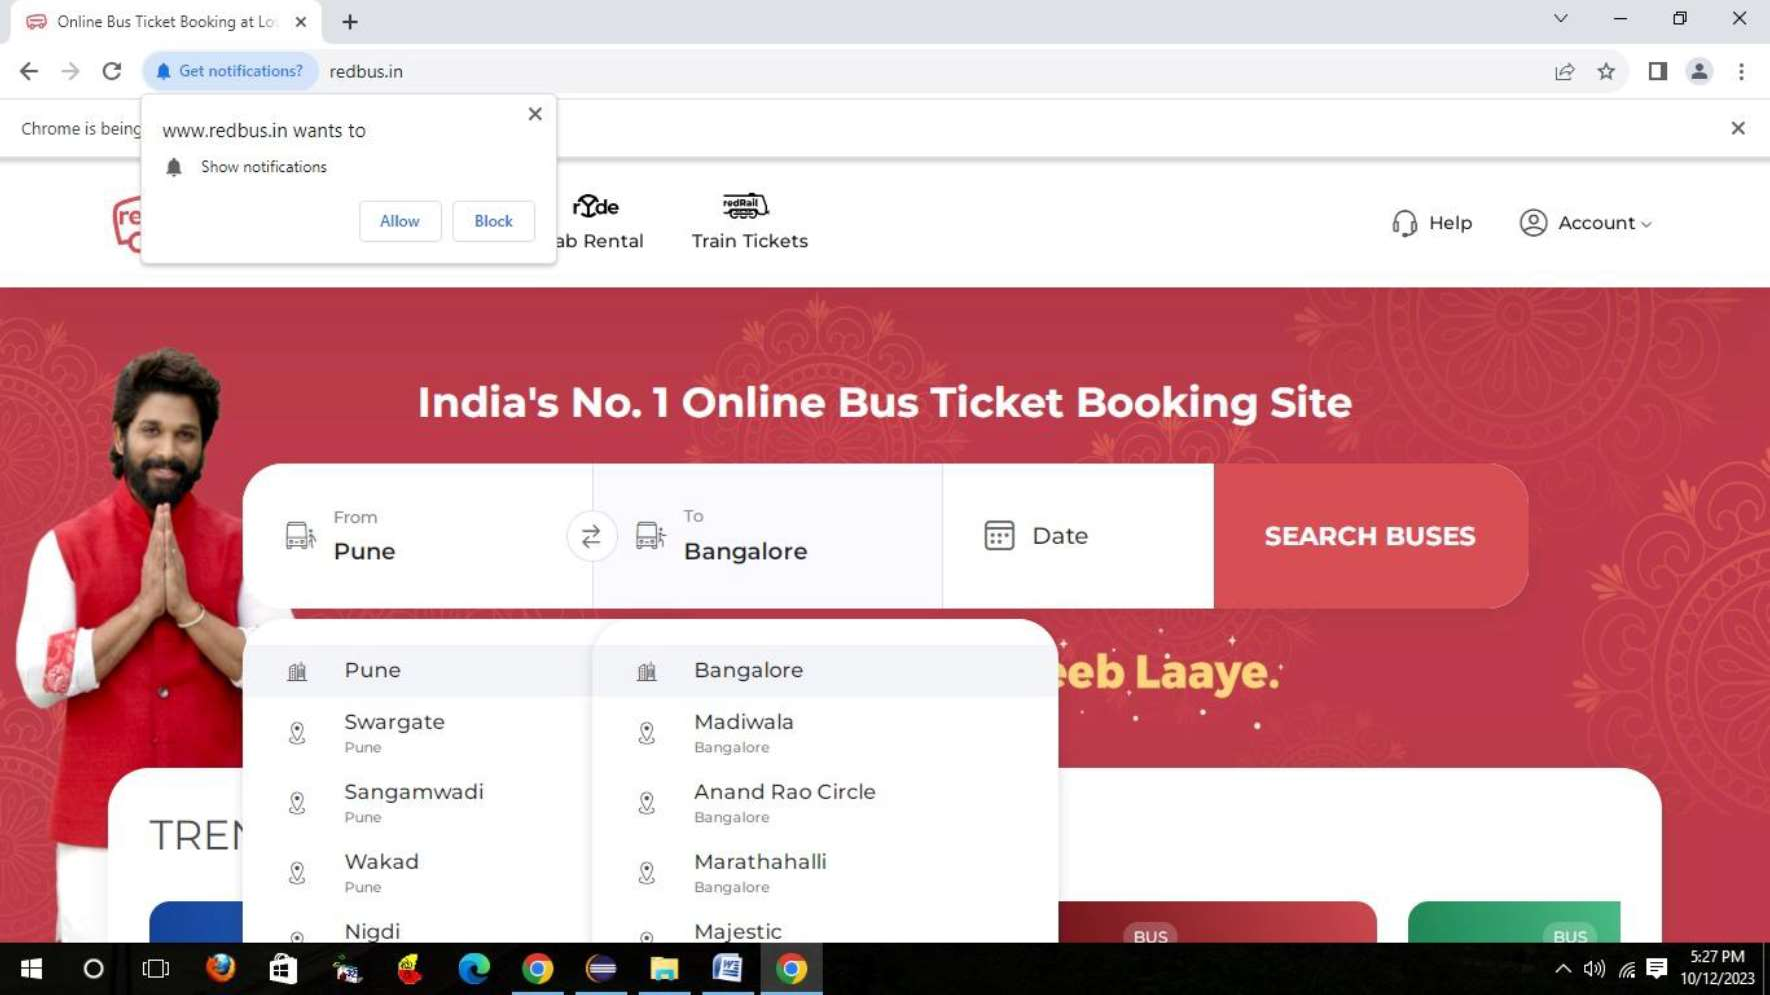 Online Bus Ticket Booking at Lo
Get notifications?
redbus.in
Chrome is being
www.redbus.in wants to
Show notifications
Allow
Block
re
rYde
ab Rental
redRail
Train Tickets
Help
Account
India's No. 1 Online Bus Ticket Booking Site
From
Pune
To
Bangalore
Date
SEARCH BUSES
eeb Laaye.
Pune
Swargate
Pune
Sangamwadi
Pune
Wakad
Pune
Nigdi
Bangalore
Madiwala
Bangalore
Anand Rao Circle
Bangalore
Marathahalli
Bangalore
Majestic
TREN
BUS
BUS
5:27 PM
10/12/2023